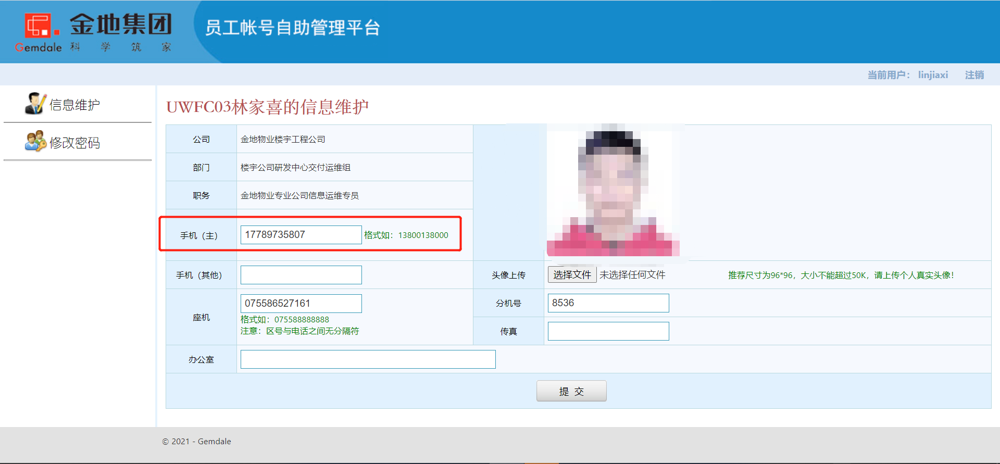 金地集团
Gemdale 科学筑家
员工帐号自助管理平台
当前用户： linjiaxi 注销
信息维护
修改密码
UWFC03林家喜的信息维护
公司 金地物业楼宇工程公司
部门 楼宇公司研发中心交付运维组
职务 金地物业专业公司信息运维专员
手机（主） 17789735807 格式如：13800138000
手机（其他） 头像上传 选择文件 未选择任何文件 推荐尺寸为96*96，大小不能超过50K，请上传个人真实头像！
座机 075586527161 分机号 8536
格式如：075588888888
注意：区号与电话之间无分隔符 传真
办公室
提 交
© 2021 - Gemdale